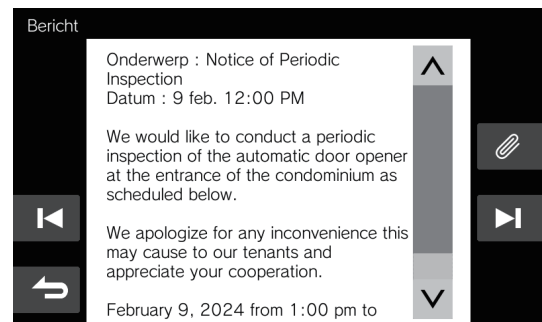 Bericht
Onderwerp : Notice of Periodic
Inspection
Datum : 9 feb. 12:00 PM
We would like to conduct a periodic
inspection of the automatic door opener
at the entrance of the condominium as
scheduled below.
We apologize for any inconvenience this
may cause to our tenants and
appreciate your cooperation.
February 9, 2024 from 1:00 pm to